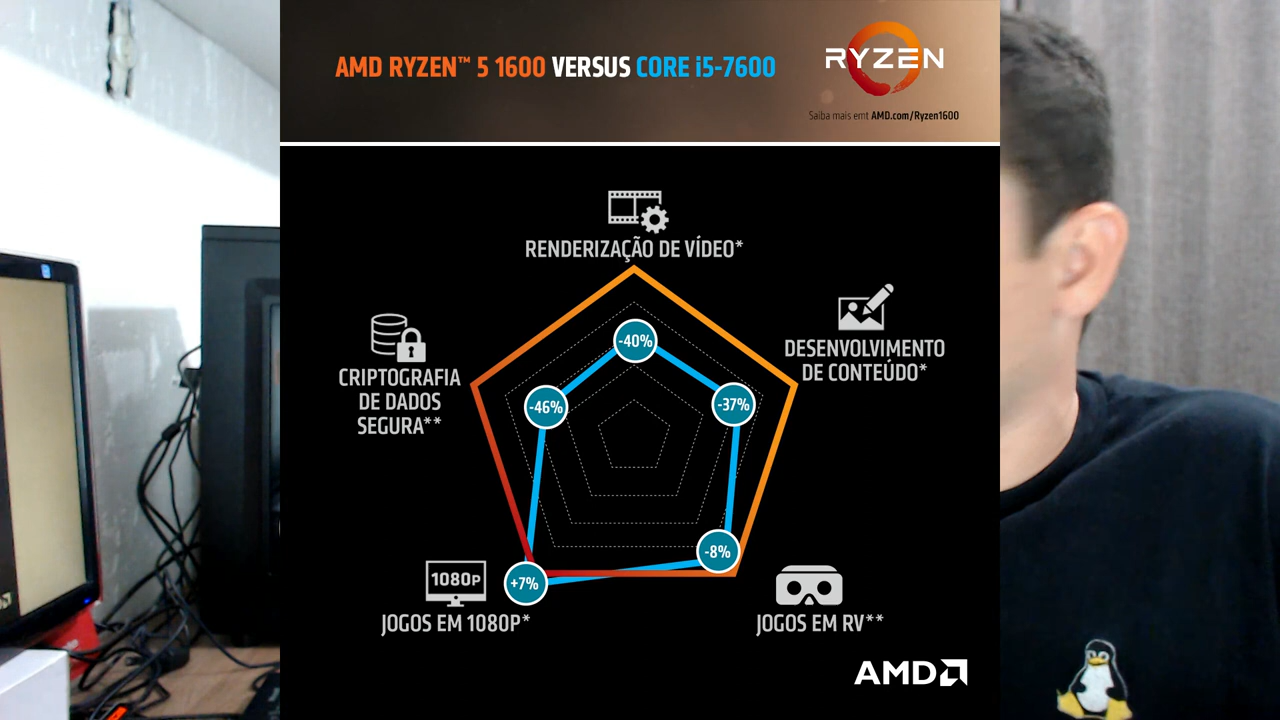 AMD RYZEN™ 5 1600 VERSUS CORE i5-7600
RYZEN
Saiba mais emt AMD.com/Ryzen1600
RENDERIZAÇÃO DE VÍDEO*
DESENVOLVIMENTO
DE CONTEÚDO*
CRIPTOGRAFIA
DE DADOS
SEGURA**
-40%
-46%
-37%
-8%
+7%
1080P
JOGOS EM 1080P*
JOGOS EM RV**
AMD